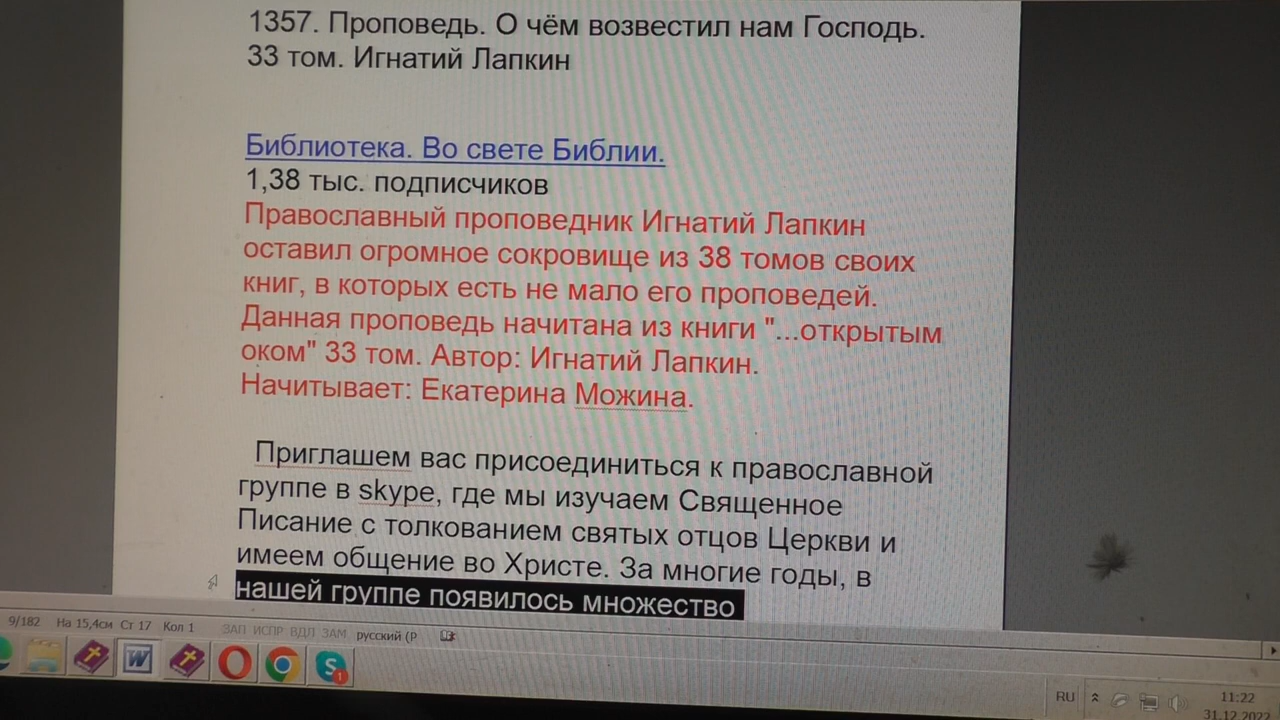 1357. Проповедь. О чём возвестил нам Господь.
33 том. Игнатий Лапкин
Библиотека. Во свете Библии.
1,38 тыс. подписчиков
Православный проповедник Игнатий Лапкин
оставил огромное сокровище из 38 томов своих
книг, в которых есть не мало его проповедей.
Данная проповедь начитана из книги "...открытым
оком" 33 том. Автор: Игнатий Лапкин.
Начитывает: Екатерина Можина.
Приглашем вас присоединиться к православной
группе в skype, где мы изучаем Священное
Писание с толкованием святых отцов Церкви и
имеем общение во Христе. За многие годы, в
нашей группе появилось множество
9/182 На 15,4см Ст 17 Кол 1 ЗАП ИСПР ВДЛ ЗАМ русский (Р
RU 11:22
31.12.2022